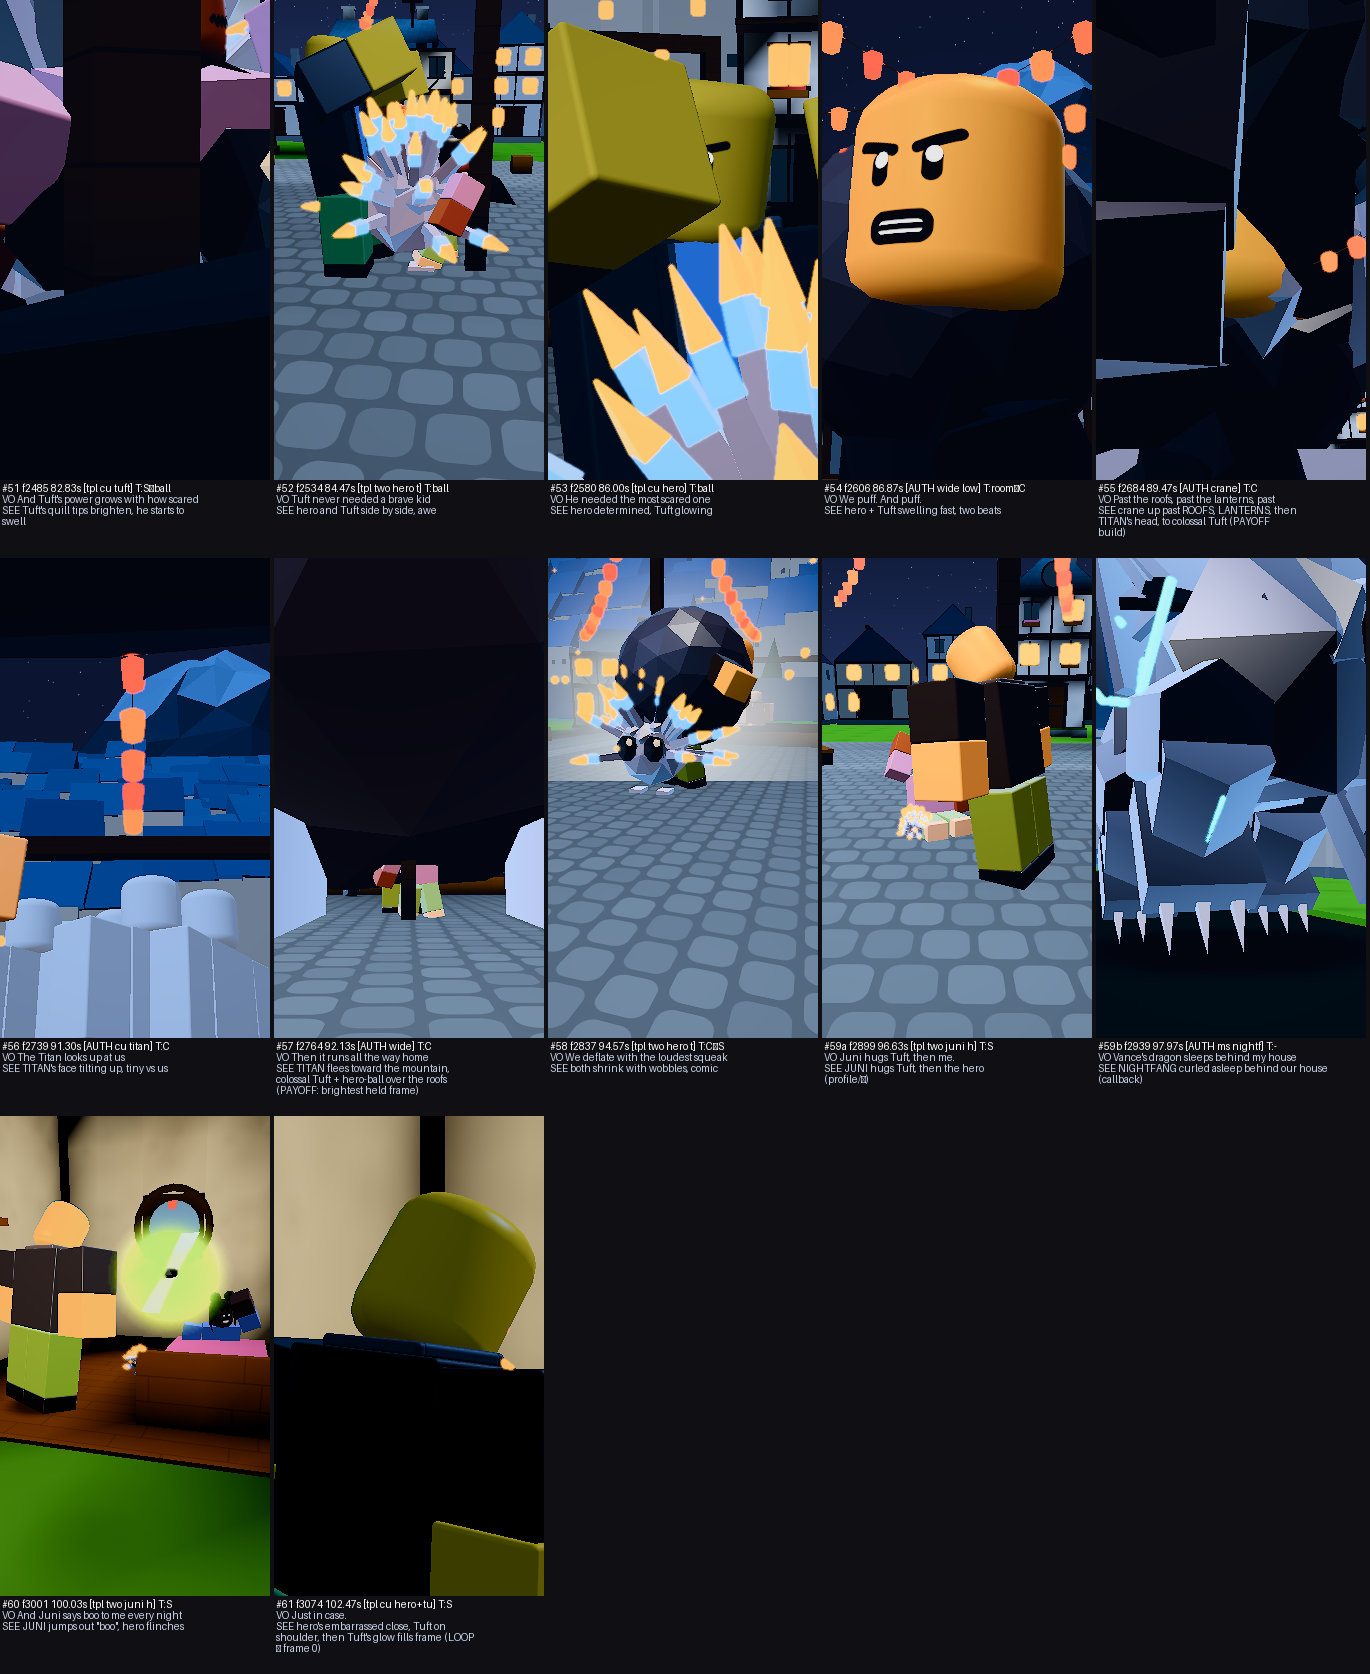 #51 f2485 82.83s [tpl cu tuft] T:S▯ball
VO And Tuft's power grows with how scared
SEE Tuft's quill tips brighten, he starts to
swell
#52 f2534 84.47s [tpl two hero t] T:ball
VO Tuft never needed a brave kid
SEE hero and Tuft side by side, awe
#53 f2580 86.00s [tpl cu hero] T:ball
VO He needed the most scared one
SEE hero determined, Tuft glowing
#54 f2606 86.87s [AUTH wide low] T:room▯C
VO We puff. And puff.
SEE hero + Tuft swelling fast, two beats
#55 f2684 89.47s [AUTH crane] T:C
VO Past the roofs, past the lanterns, past
SEE crane up past ROOFS, LANTERNS, then
TITAN's head, to colossal Tuft (PAYOFF
build)
#56 f2739 91.30s [AUTH cu titan] T:C
VO The Titan looks up at us
SEE TITAN's face tilting up, tiny vs us
#57 f2764 92.13s [AUTH wide] T:C
VO Then it runs all the way home
SEE TITAN flees toward the mountain,
colossal Tuft + hero-ball over the roofs
(PAYOFF: brightest held frame)
#58 f2837 94.57s [tpl two hero t] T:C▯S
VO We deflate with the loudest squeak
SEE both shrink with wobbles, comic
#59a f2899 96.63s [tpl two juni h] T:S
VO Juni hugs Tuft, then me.
SEE JUNI hugs Tuft, then the hero
(profile/▯)
#59b f2939 97.97s [AUTH ms nightf] T:-
VO Vance's dragon sleeps behind my house
SEE NIGHTFANG curled asleep behind our house
(callback)
#60 f3001 100.03s [tpl two juni h] T:S
VO And Juni says boo to me every night
SEE JUNI jumps out "boo", hero flinches
#61 f3074 102.47s [tpl cu hero+tu] T:S
VO Just in case.
SEE hero's embarrassed close, Tuft on
shoulder, then Tuft's glow fills frame (LOOP
▯ frame 0)